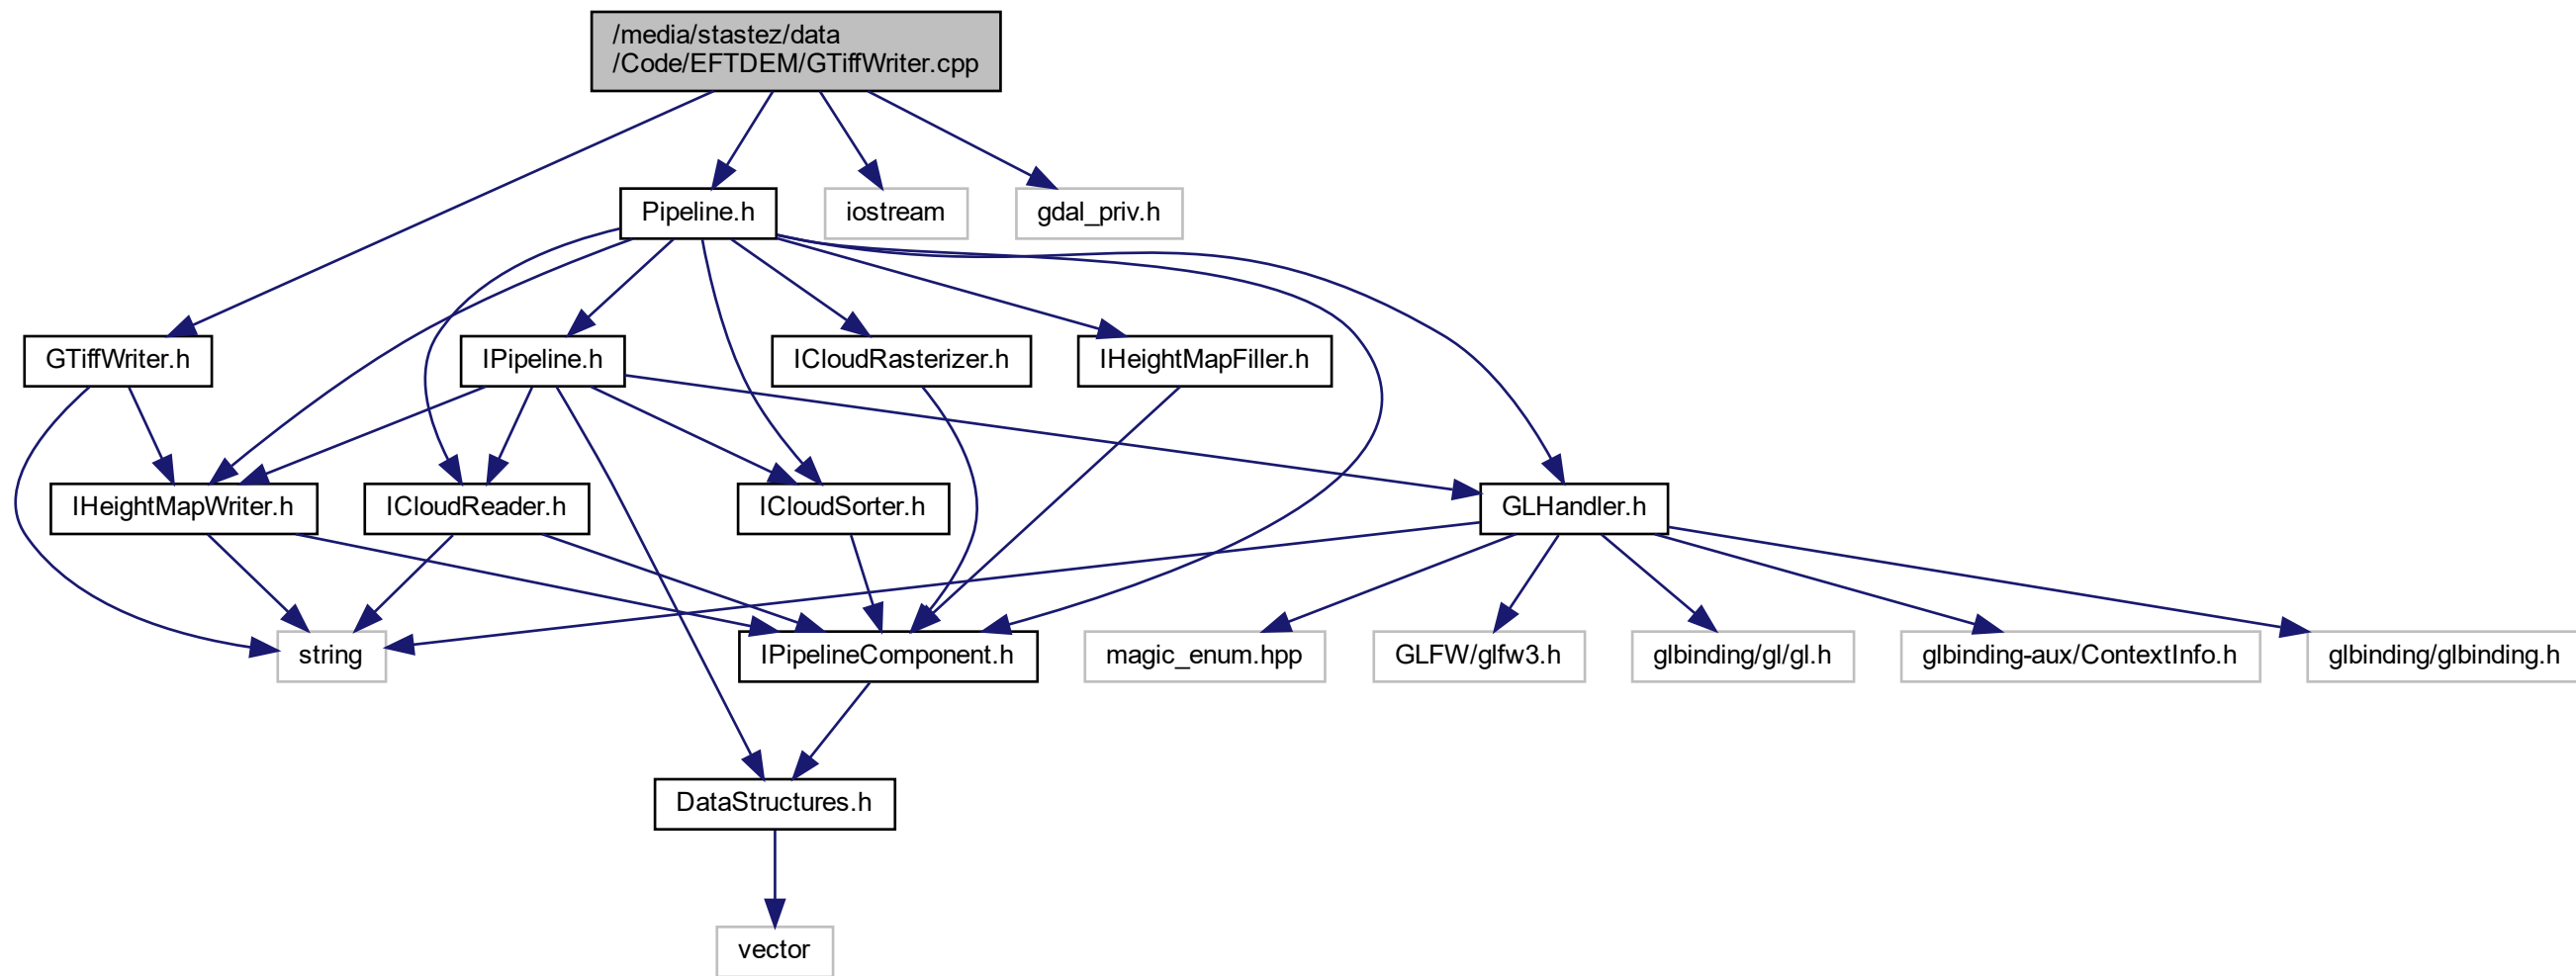 /media/stastez/data
/Code/EFTDEM/GTiffWriter.cpp
Pipeline.h
iostream
gdal_priv.h
GTiffWriter.h
IPipeline.h
ICloudRasterizer.h
IHeightMapFiller.h
IHeightMapWriter.h
ICloudReader.h
ICloudSorter.h
GLHandler.h
string
IPipelineComponent.h
magic_enum.hpp
GLFW/glfw3.h
glbinding/gl/gl.h
glbinding-aux/ContextInfo.h
glbinding/glbinding.h
DataStructures.h
vector